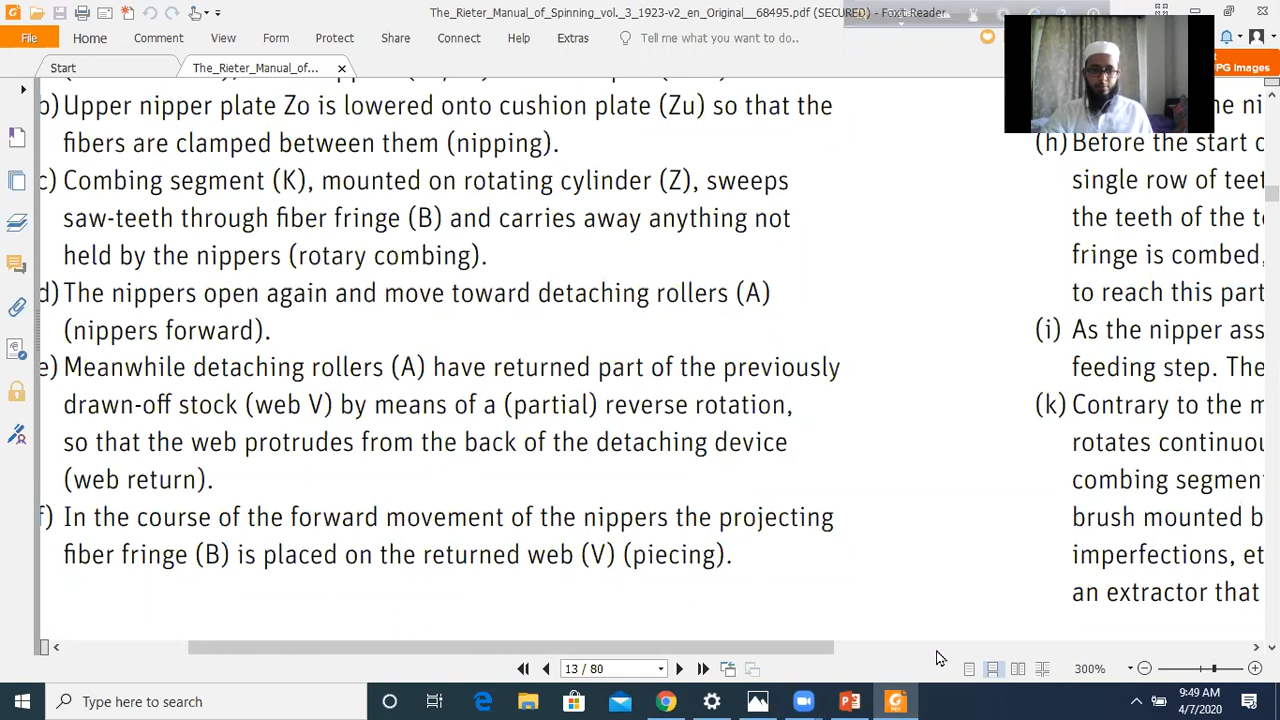 The_Rieter_Manual_of_Spinning_vol._3_1923-v2_en_Original__68495.pdf (SECURED) - Foxit Reader
File Home Comment View Form Protect Share Connect Help Extras Tell me what you want to do..
Start The_Rieter_Manual_of... PG Images
b) Upper nipper plate Zo is lowered onto cushion plate (Zu) so that the
fibers are clamped between them (nipping).
c) Combing segment (K), mounted on rotating cylinder (Z), sweeps
saw-teeth through fiber fringe (B) and carries away anything not
held by the nippers (rotary combing).
d) The nippers open again and move toward detaching rollers (A)
(nippers forward).
e) Meanwhile detaching rollers (A) have returned part of the previously
drawn-off stock (web V) by means of a (partial) reverse rotation,
so that the web protrudes from the back of the detaching device
(web return).
f) In the course of the forward movement of the nippers the projecting
fiber fringe (B) is placed on the returned web (V) (piecing).
e ni
(h) Before the start c
single row of teet
the teeth of the to
fringe is combed,
to reach this part
(i) As the nipper ass
feeding step. The
(k) Contrary to the m
rotates continuou
combing segment
brush mounted b
imperfections, et
an extractor that
13 / 80 300%
Type here to search
9:49 AM
4/7/2020